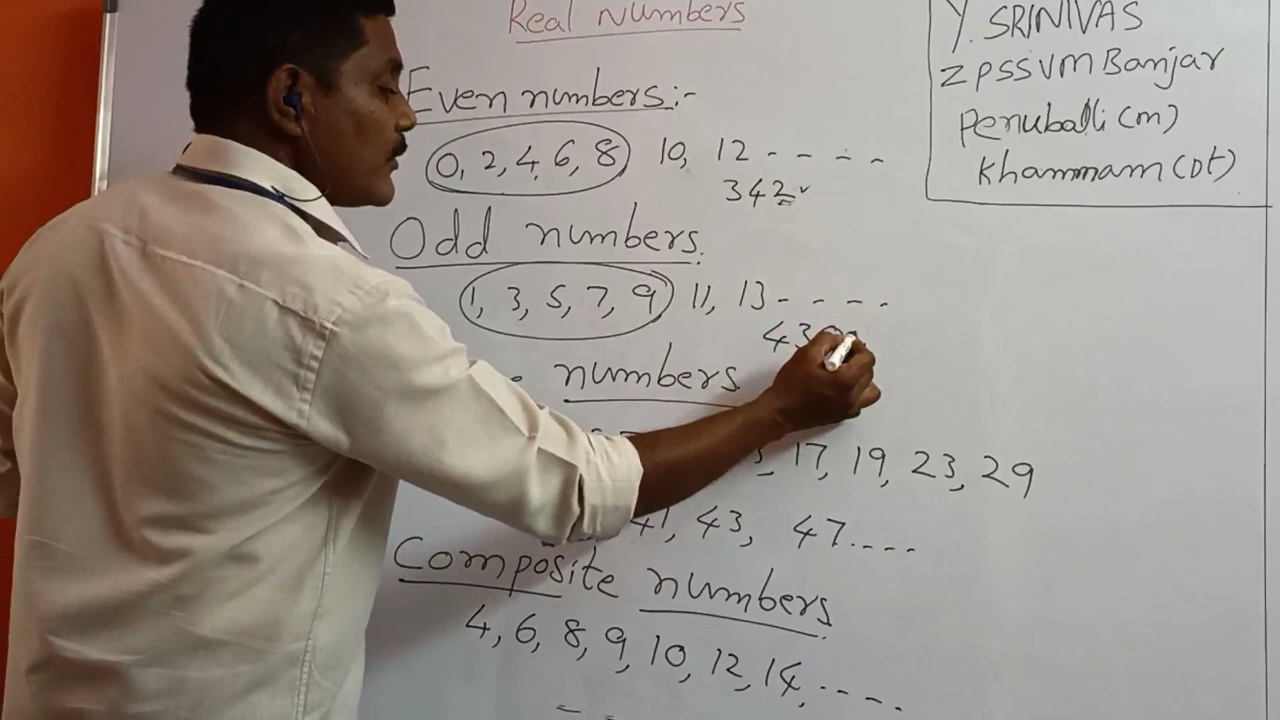 Real numbers
Even numbers:-
0, 2, 4, 6, 8 10, 12 - - - -
342
Odd numbers.
1, 3, 5, 7, 9 11, 13 - - - -
43
numbers
17, 19, 23, 29
41, 43, 47....
Composite numbers
4, 6, 8, 9, 10, 12, 14, - - - .
Y. SRINIVAS
ZPSSVM Banjar
Penuballi (m)
Khammam (Dt)